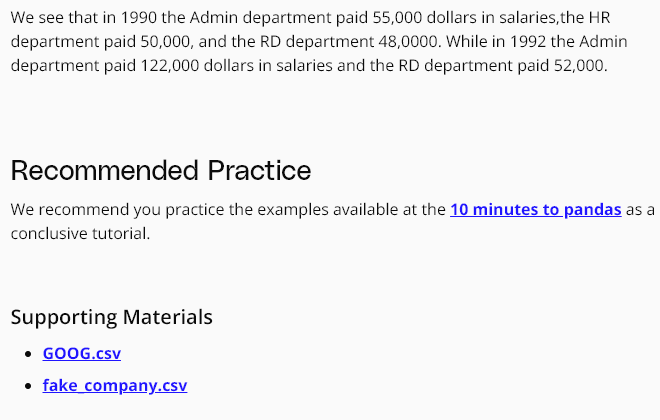 We see that in 1990 the Admin department paid 55,000 dollars in salaries,the HR
department paid 50,000, and the RD department 48,0000. While in 1992 the Admin
department paid 122,000 dollars in salaries and the RD department paid 52,000.
Recommended Practice
We recommend you practice the examples available at the 10 minutes to pandas as a
conclusive tutorial.
Supporting Materials
• GOOG.csv
• fake_company.csv